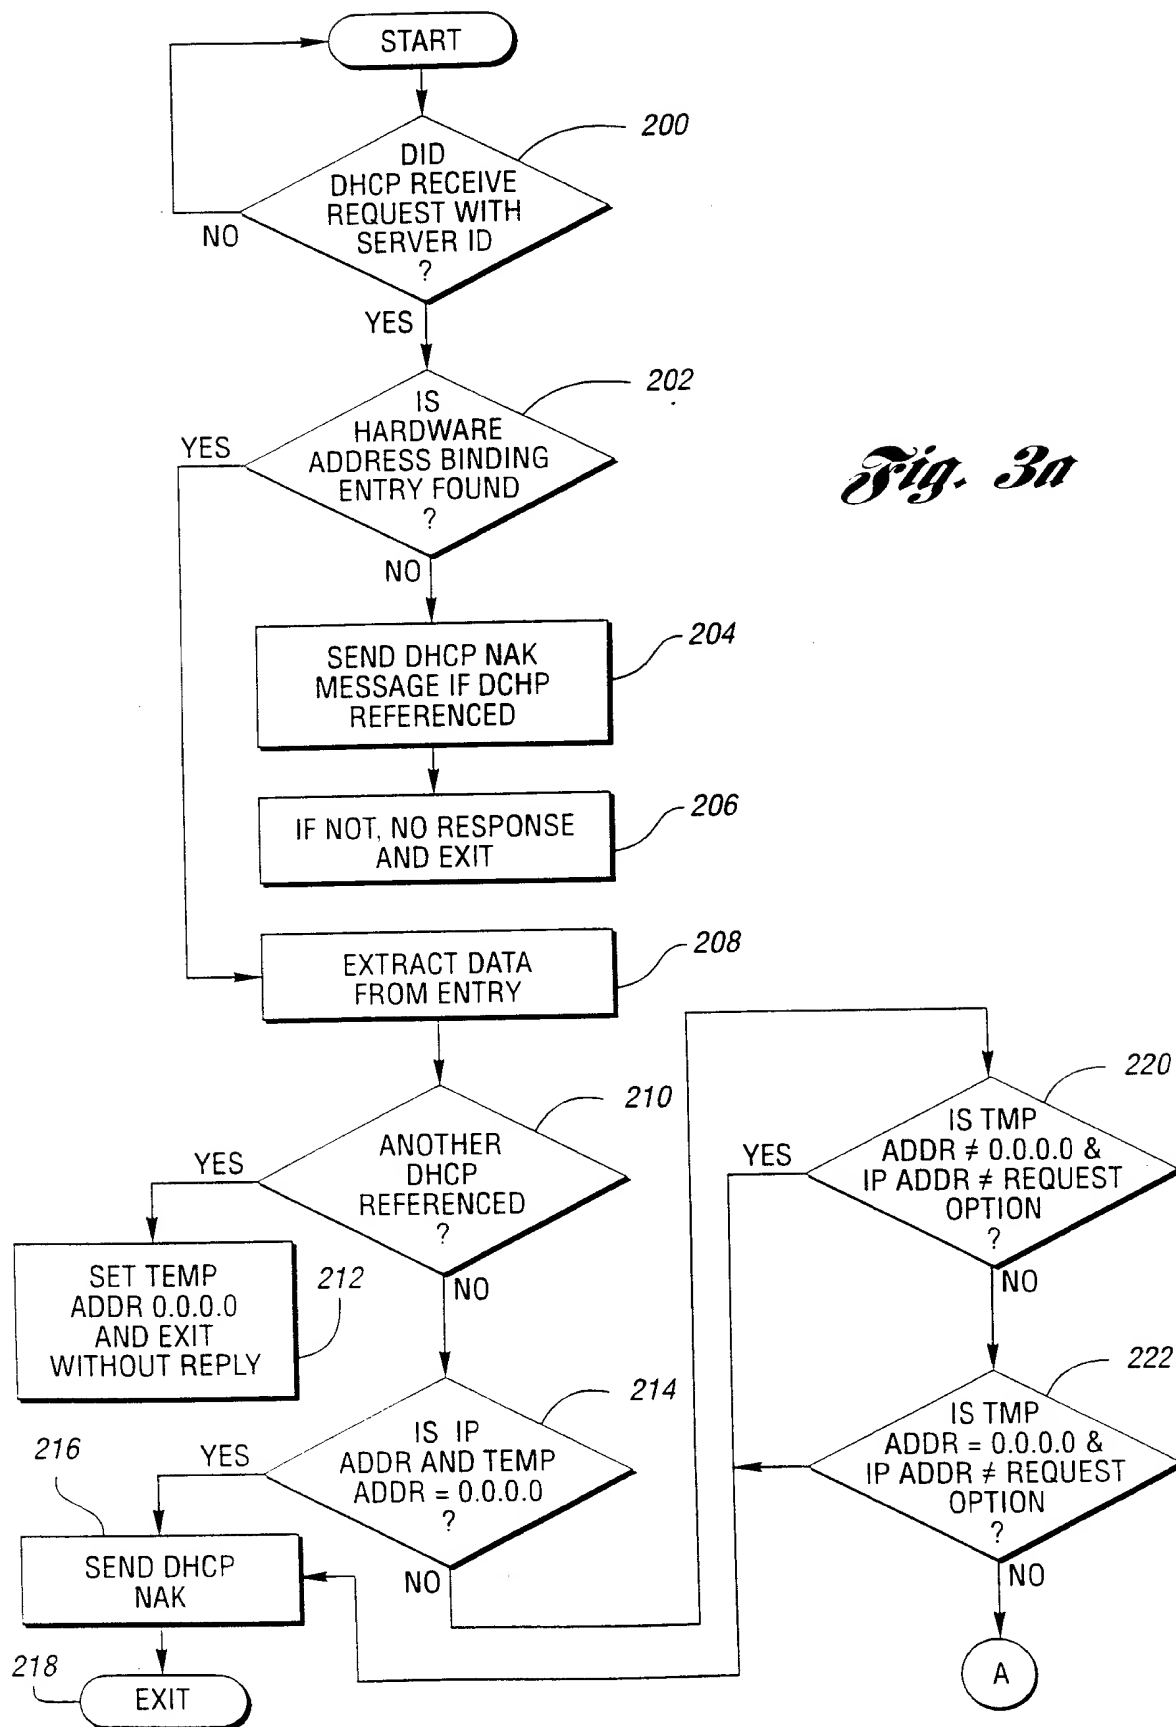 START
200
DID
DHCP RECEIVE
REQUEST WITH
SERVER ID
?
NO
YES
202
IS
HARDWARE
ADDRESS BINDING
ENTRY FOUND
?
YES
NO
Fig. 3a
204
SEND DHCP NAK
MESSAGE IF DCHP
REFERENCED
206
IF NOT, NO RESPONSE
AND EXIT
208
EXTRACT DATA
FROM ENTRY
210
ANOTHER
DHCP
REFERENCED
?
YES
NO
212
SET TEMP
ADDR 0.0.0.0
AND EXIT
WITHOUT REPLY
214
IS IP
ADDR AND TEMP
ADDR = 0.0.0.0
?
YES
NO
216
SEND DHCP
NAK
218
EXIT
220
IS TMP
ADDR ≠ 0.0.0.0 &
IP ADDR ≠ REQUEST
OPTION
?
YES
NO
222
IS TMP
ADDR = 0.0.0.0 &
IP ADDR ≠ REQUEST
OPTION
?
NO
A